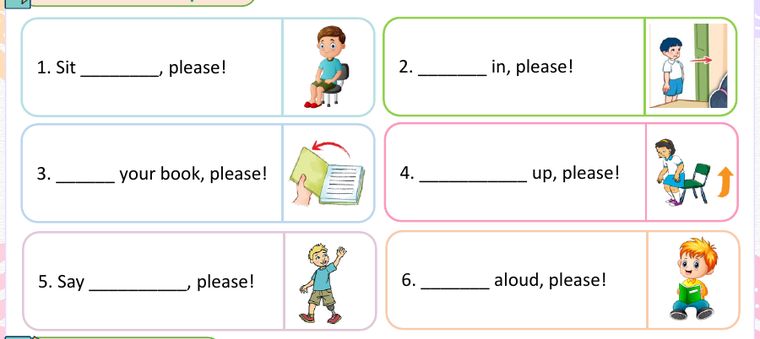 1. Sit ________, please!
2. _______ in, please!
3. ______ your book, please!
4. ___________ up, please!
5. Say __________, please!
6. _______ aloud, please!